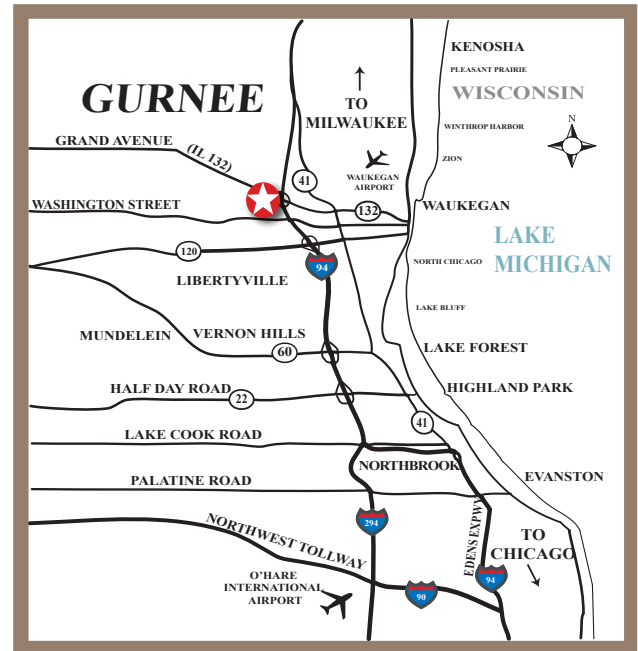 KENOSHA
PLEASANT PRAIRIE
WISCONSIN
GURNEE
TO
MILWAUKEE
WINTHROP HARBOR
N
GRAND AVENUE
(IL 132)
ZION
WAUKEGAN
AIRPORT
41
WASHINGTON STREET
132
WAUKEGAN
120
94
LAKE
MICHIGAN
NORTH CHICAGO
LIBERTYVILLE
LAKE BLUFF
MUNDELEIN
VERNON HILLS
60
LAKE FOREST
HALF DAY ROAD
22
HIGHLAND PARK
41
LAKE COOK ROAD
NORTHBROOK
EVANSTON
PALATINE ROAD
294
NORTHWEST TOLLWAY
EDENS EXPWY
TO
CHICAGO
O'HARE
INTERNATIONAL
AIRPORT
90
94